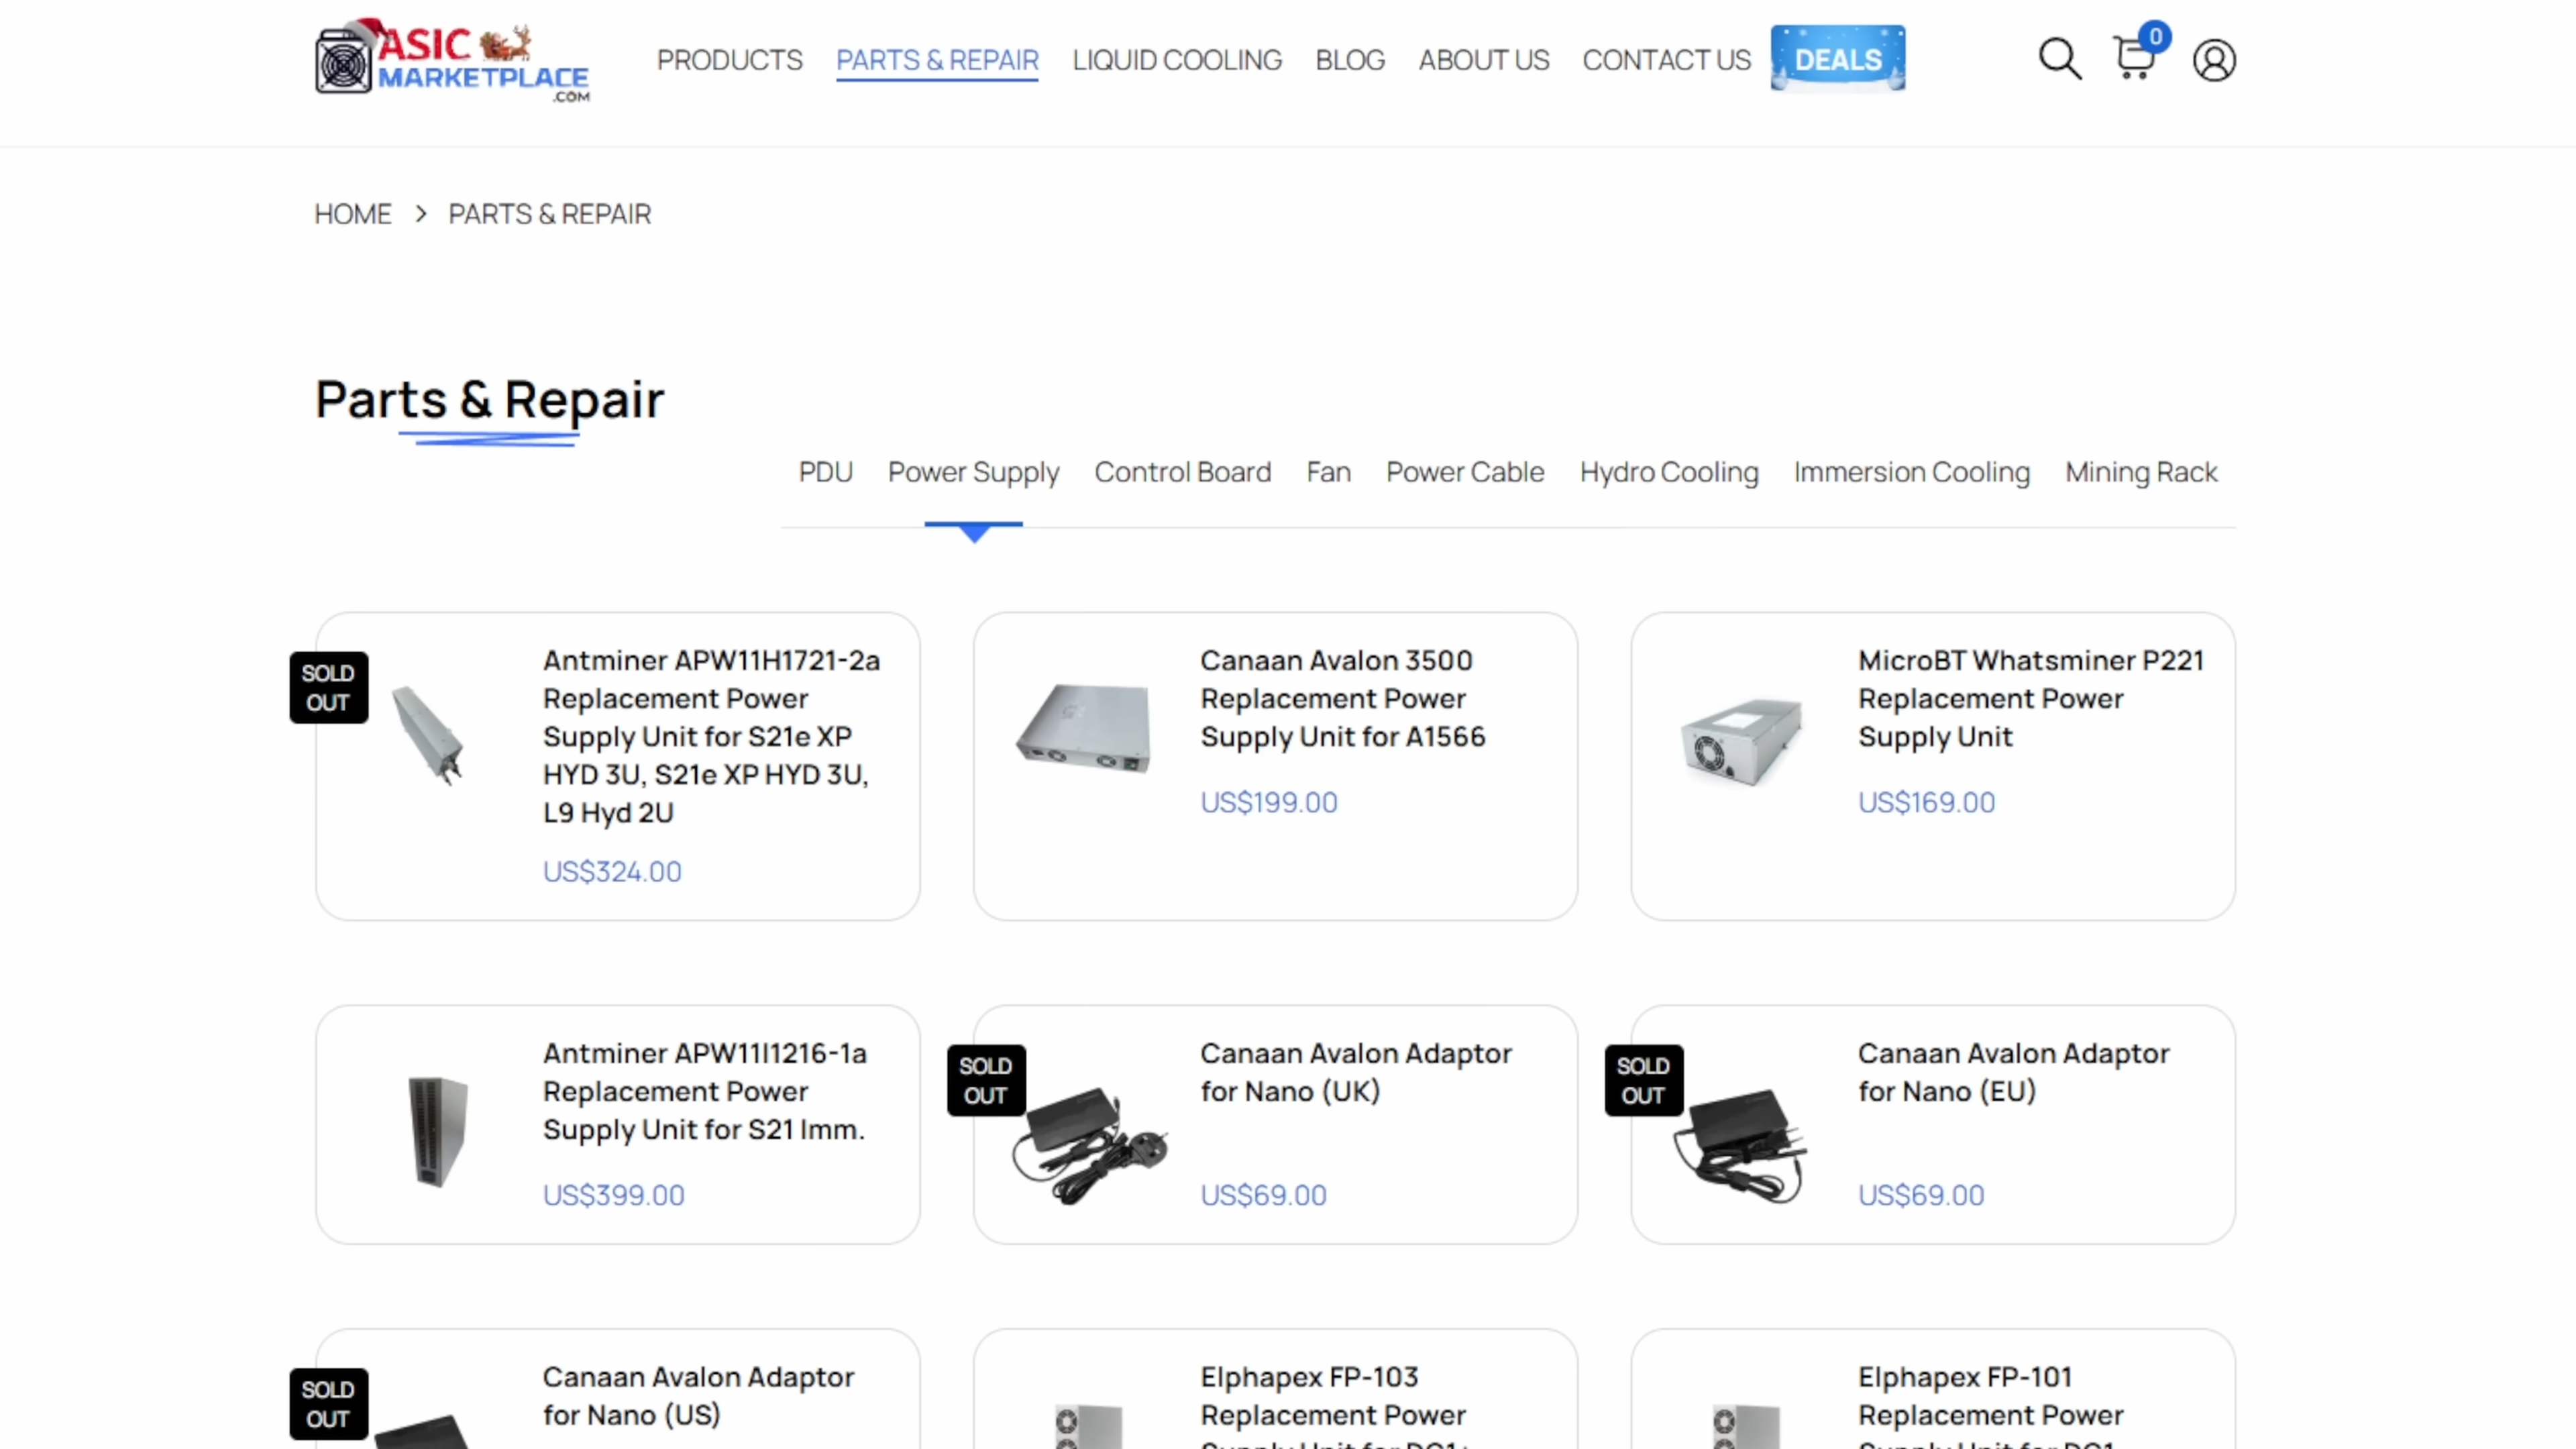 ASIC
MARKETPLACE
.COM
PRODUCTS
PARTS & REPAIR
LIQUID COOLING
BLOG
ABOUT US
CONTACT US
DEALS
0
HOME > PARTS & REPAIR
Parts & Repair
PDU
Power Supply
Control Board
Fan
Power Cable
Hydro Cooling
Immersion Cooling
Mining Rack
SOLD
OUT
Antminer APW11H1721-2a
Replacement Power
Supply Unit for S21e XP
HYD 3U, S21e XP HYD 3U,
L9 Hyd 2U
US$324.00
Canaan Avalon 3500
Replacement Power
Supply Unit for A1566
US$199.00
MicroBT Whatsminer P221
Replacement Power
Supply Unit
US$169.00
Antminer APW11I1216-1a
Replacement Power
Supply Unit for S21 Imm.
US$399.00
SOLD
OUT
Canaan Avalon Adaptor
for Nano (UK)
US$69.00
SOLD
OUT
Canaan Avalon Adaptor
for Nano (EU)
US$69.00
SOLD
OUT
Canaan Avalon Adaptor
for Nano (US)
Elphapex FP-103
Replacement Power
Supply Unit for DG1+
Elphapex FP-101
Replacement Power
Supply Unit for DG1